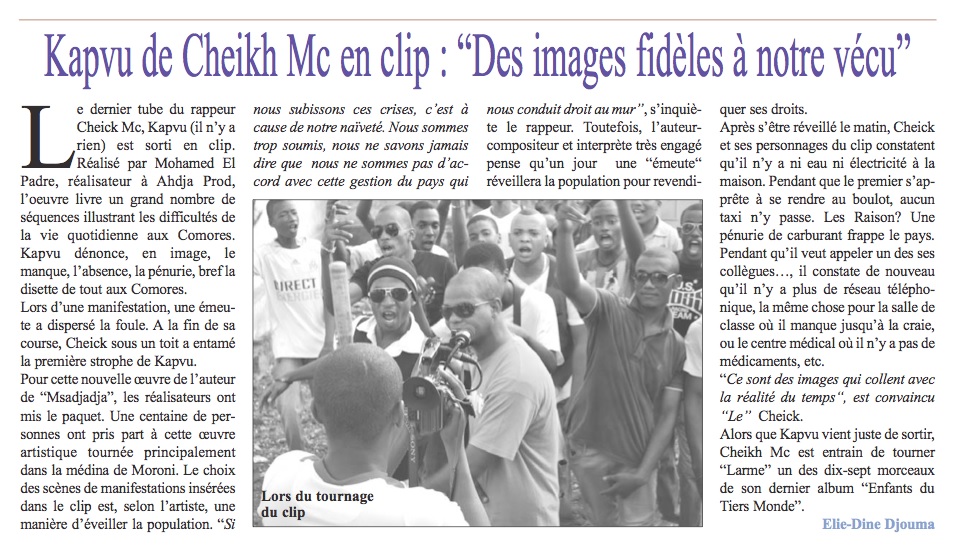 Kapvu de Cheikh Mc en clip : “Des images fidèles à notre vécu”
Le dernier tube du rappeur
Cheick Mc, Kapvu (il n’y a
rien) est sorti en clip.
Réalisé par Mohamed El
Padre, réalisateur à Ahdja Prod,
l’oeuvre livre un grand nombre de
séquences illustrant les difficultés de
la vie quotidienne aux Comores.
Kapvu dénonce, en image, le
manque, l’absence, la pénurie, bref la
disette de tout aux Comores.
Lors d’une manifestation, une émeu-
te a dispersé la foule. A la fin de sa
course, Cheick sous un toit a entamé
la première strophe de Kapvu.
Pour cette nouvelle œuvre de l’auteur
de “Msadjadja”, les réalisateurs ont
mis le paquet. Une centaine de per-
sonnes ont pris part à cette œuvre
artistique tournée principalement
dans la médina de Moroni. Le choix
des scènes de manifestations insérées
dans le clip est, selon l’artiste, une
manière d’éveiller la population. “Si
nous subissons ces crises, c’est à
cause de notre naïveté. Nous sommes
trop soumis, nous ne savons jamais
dire que nous ne sommes pas d’ac-
cord avec cette gestion du pays qui
nous conduit droit au mur”, s’inquiè-
te le rappeur. Toutefois, l’auteur-
compositeur et interprète très engagé
pense qu’un jour une “émeute“
réveillera la population pour revendi-
quer ses droits.
Après s’être réveillé le matin, Cheick
et ses personnages du clip constatent
qu’il n’y a ni eau ni électricité à la
maison. Pendant que le premier s’ap-
prête à se rendre au boulot, aucun
taxi n’y passe. Les Raison? Une
pénurie de carburant frappe le pays.
Pendant qu’il veut appeler un des ses
collègues…, il constate de nouveau
qu’il n’y a plus de réseau télépho-
nique, la même chose pour la salle de
classe où il manque jusqu’à la craie,
ou le centre médical où il n’y a pas de
médicaments, etc.
“Ce sont des images qui collent avec
la réalité du temps“, est convaincu
“Le” Cheick.
Alors que Kapvu vient juste de sortir,
Cheikh Mc est entrain de tourner
“Larme” un des dix-sept morceaux
de son dernier album “Enfants du
Tiers Monde”.
Elie-Dine Djouma
DIRECT
U.S.
TEAM
SONY
Lors du tournage
du clip